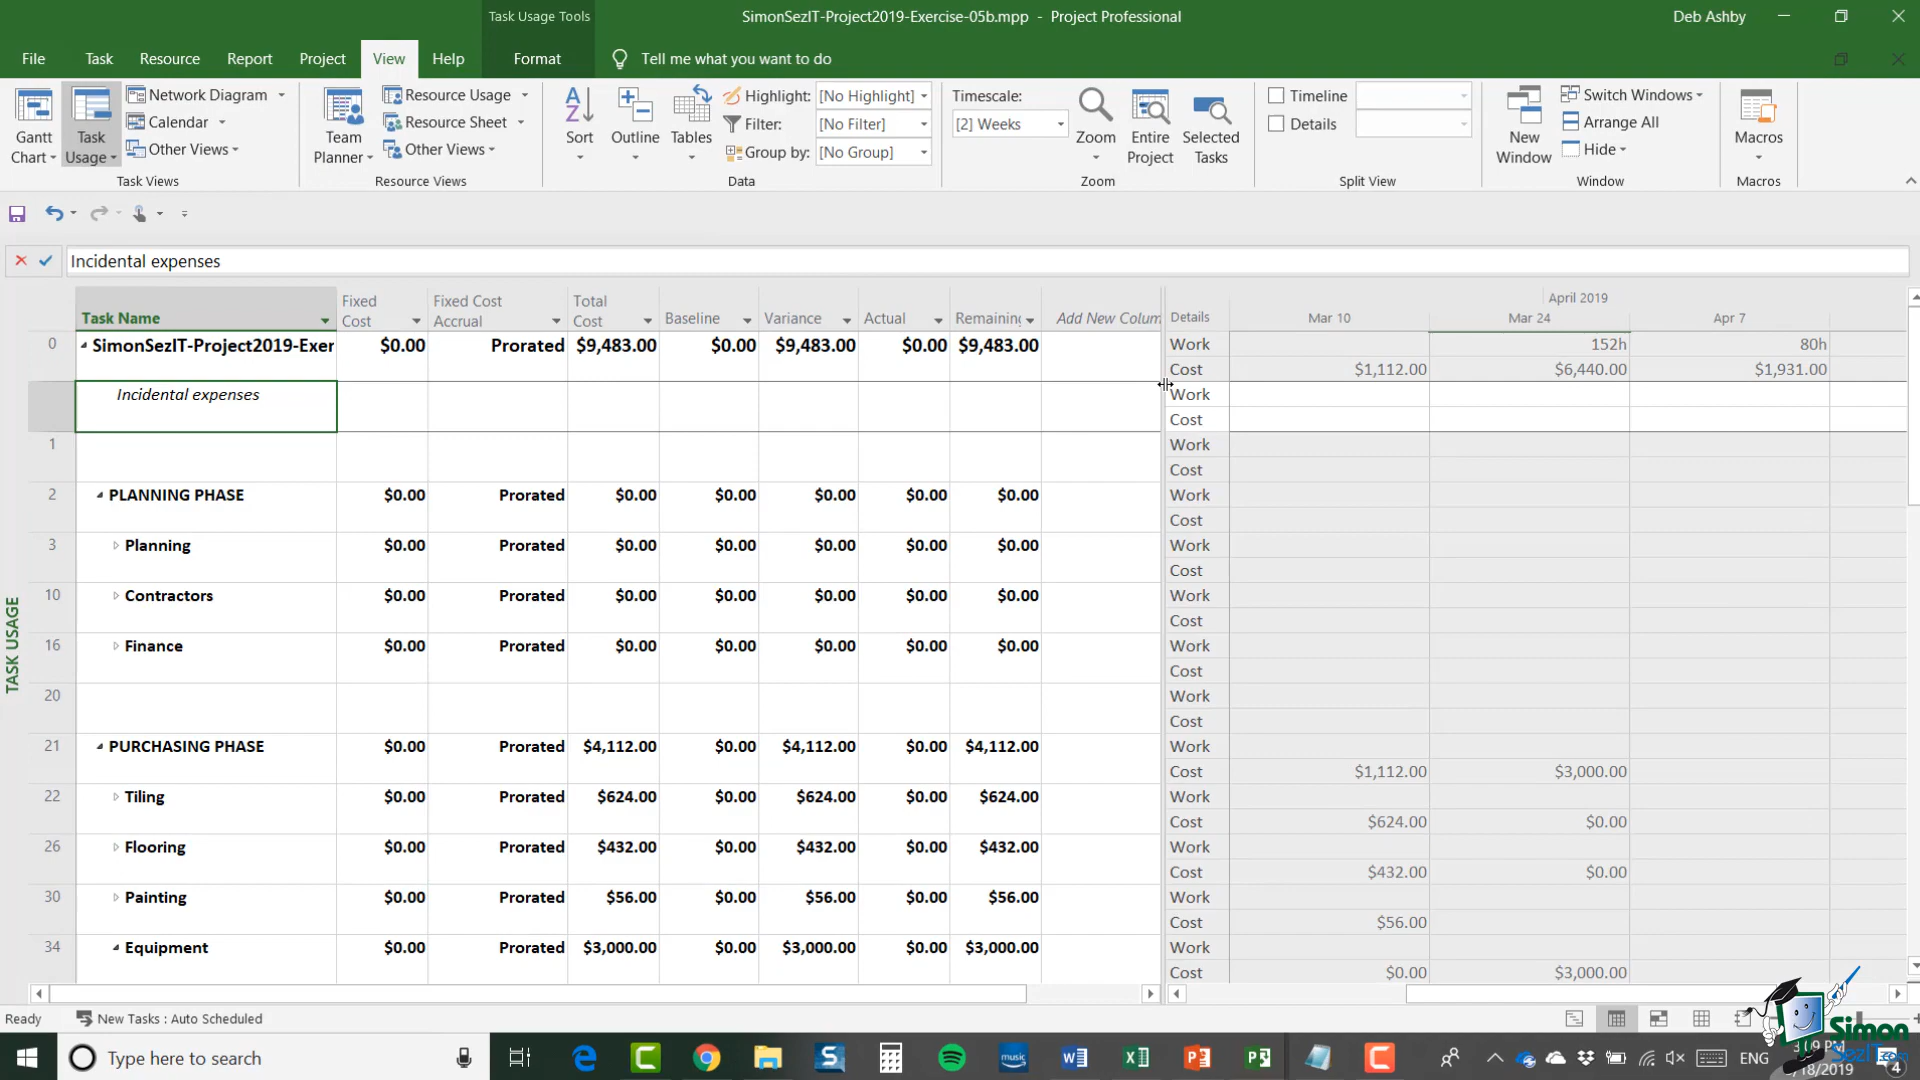 Task Usage Tools
SimonSezIT-Project2019-Exercise-05b.mpp - Project Professional
Deb Ashby
File Task Resource Report Project View Help Format Tell me what you want to do
Gantt Chart
Task Usage
Network Diagram
Calendar
Other Views
Task Views
Team Planner
Resource Usage
Resource Sheet
Other Views
Resource Views
Sort
Outline
Tables
Highlight: [No Highlight]
Filter: [No Filter]
Group by: [No Group]
Data
Timescale:
[2] Weeks
Zoom
Entire Project
Selected Tasks
Zoom
Timeline
Details
Split View
New Window
Switch Windows
Arrange All
Hide
Window
Macros
Macros
Incidental expenses
Task Name Fixed Cost Fixed Cost Accrual Total Cost Baseline Variance Actual Remaining Add New Colum Details April 2019
Mar 10 Mar 24 Apr 7
0 SimonSezIT-Project2019-Exer $0.00 Prorated $9,483.00 $0.00 $9,483.00 $0.00 $9,483.00 Work 152h 80h
Cost $1,112.00 $6,440.00 $1,931.00
Incidental expenses Work
Cost
1 Work
Cost
2 PLANNING PHASE $0.00 Prorated $0.00 $0.00 $0.00 $0.00 $0.00 Work
Cost
3 Planning $0.00 Prorated $0.00 $0.00 $0.00 $0.00 $0.00 Work
Cost
10 Contractors $0.00 Prorated $0.00 $0.00 $0.00 $0.00 $0.00 Work
Cost
16 Finance $0.00 Prorated $0.00 $0.00 $0.00 $0.00 $0.00 Work
Cost
20 Work
Cost
21 PURCHASING PHASE $0.00 Prorated $4,112.00 $0.00 $4,112.00 $0.00 $4,112.00 Work
Cost $1,112.00 $3,000.00
22 Tiling $0.00 Prorated $624.00 $0.00 $624.00 $0.00 $624.00 Work
Cost $624.00 $0.00
26 Flooring $0.00 Prorated $432.00 $0.00 $432.00 $0.00 $432.00 Work
Cost $432.00 $0.00
30 Painting $0.00 Prorated $56.00 $0.00 $56.00 $0.00 $56.00 Work
Cost $56.00
34 Equipment $0.00 Prorated $3,000.00 $0.00 $3,000.00 $0.00 $3,000.00 Work
Cost $0.00 $3,000.00
TASK USAGE
Ready New Tasks : Auto Scheduled
Type here to search
music
ENG
4
Simon
SezIT.com